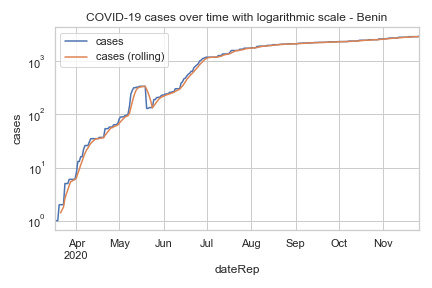 COVID-19 cases over time with logarithmic scale - Benin
cases
cases (rolling)
10³
10²
10¹
10⁰
cases
Apr May Jun Jul Aug Sep Oct Nov
2020
dateRep